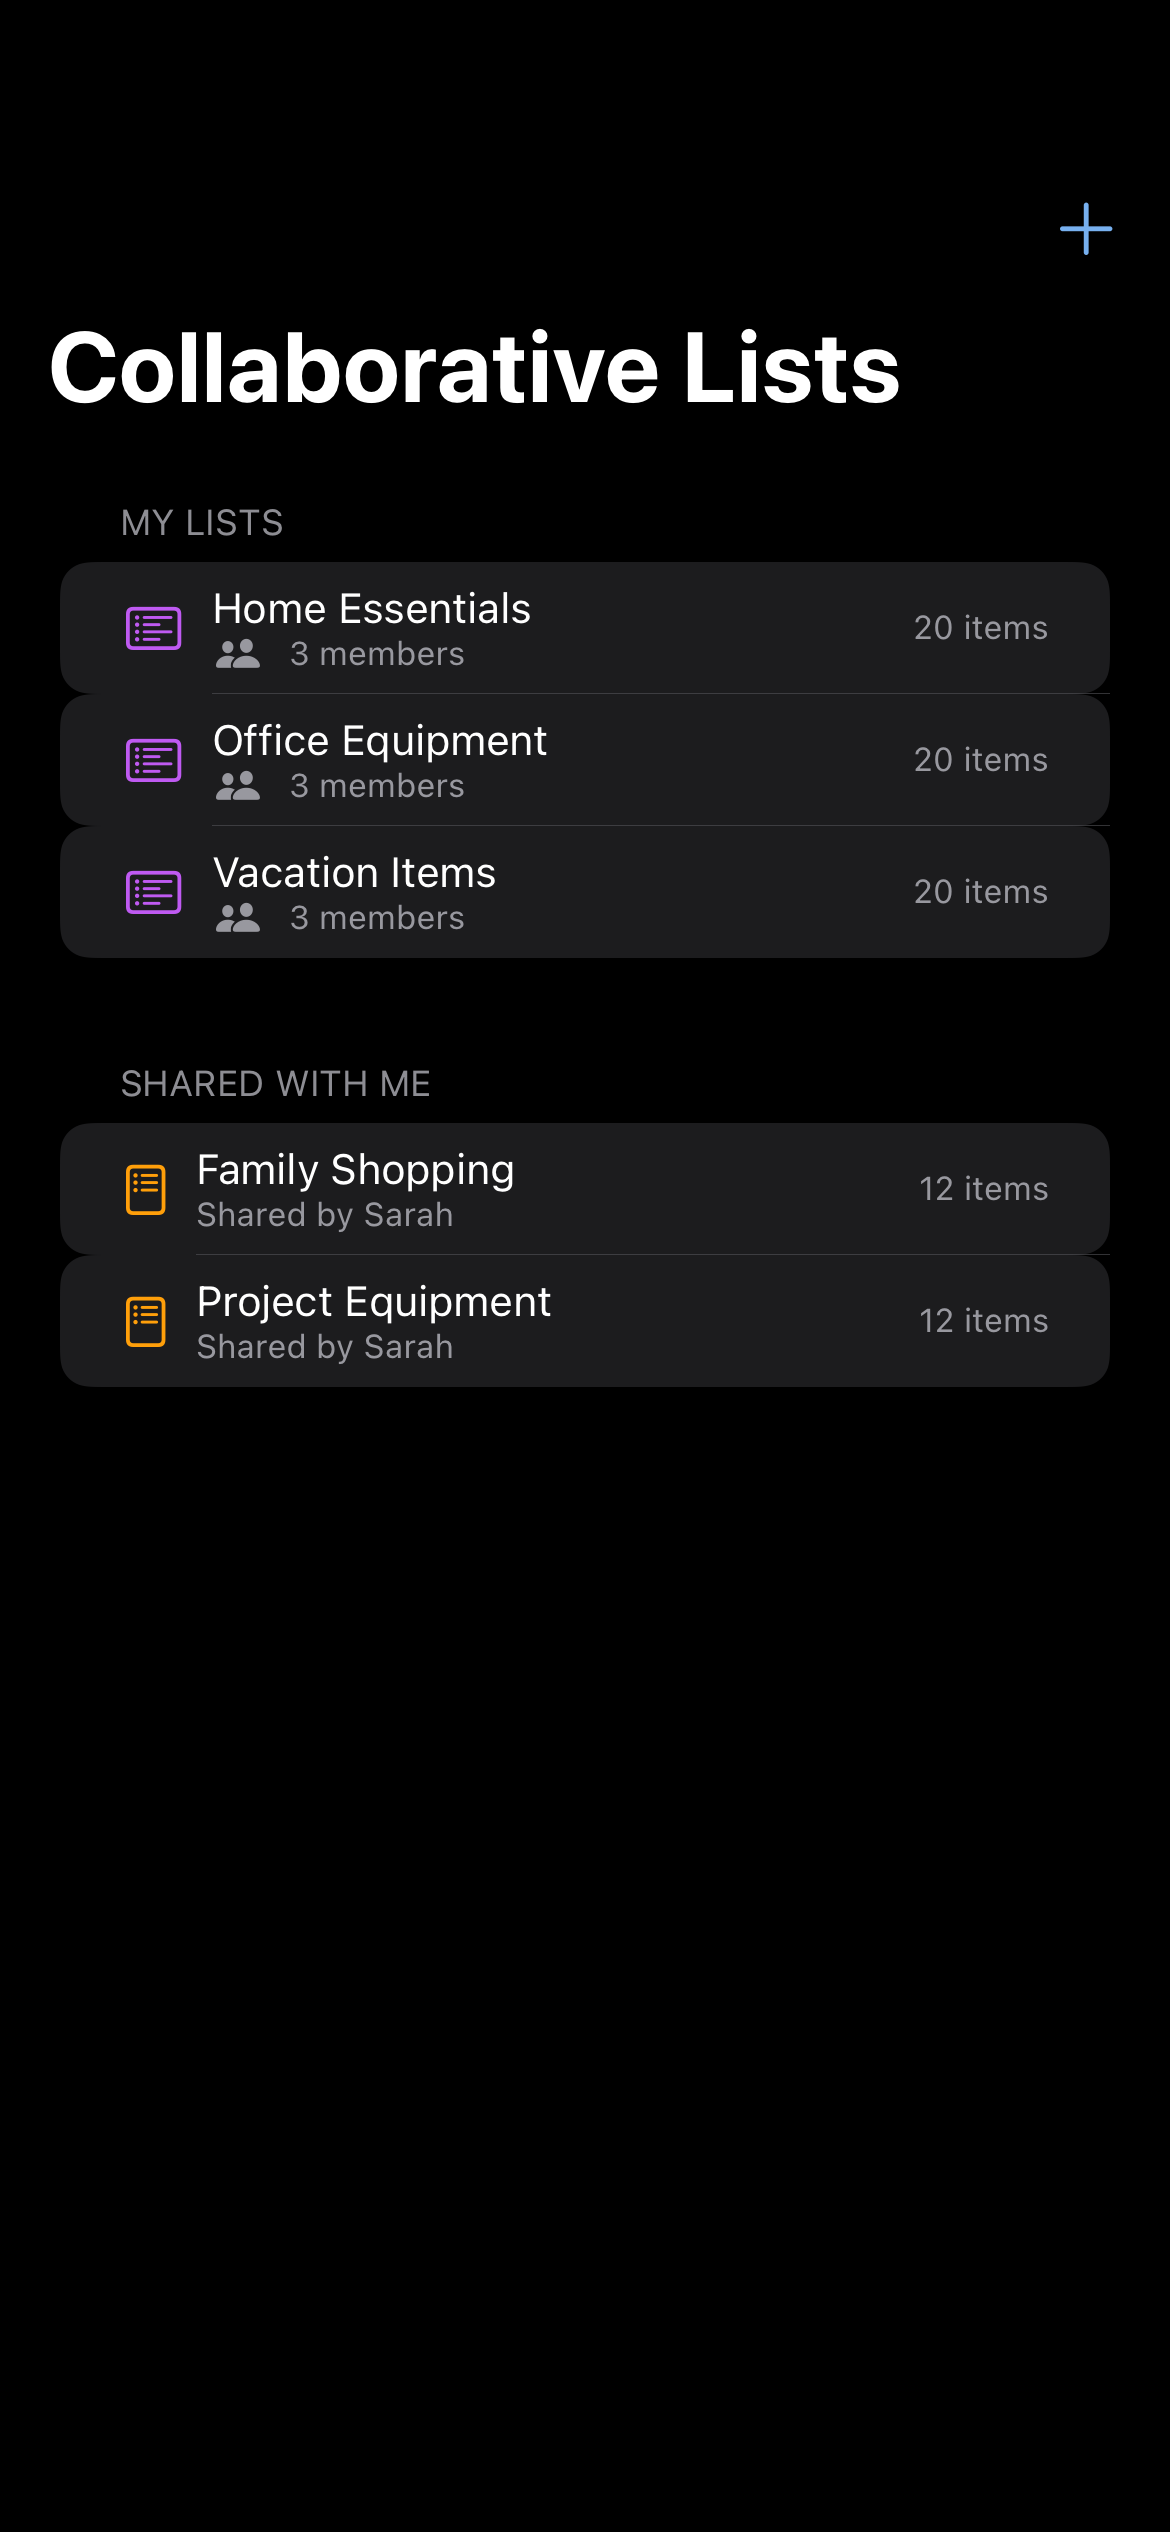 Collaborative Lists
MY LISTS
Home Essentials
3 members
20 items
Office Equipment
3 members
20 items
Vacation Items
3 members
20 items
SHARED WITH ME
Family Shopping
Shared by Sarah
12 items
Project Equipment
Shared by Sarah
12 items